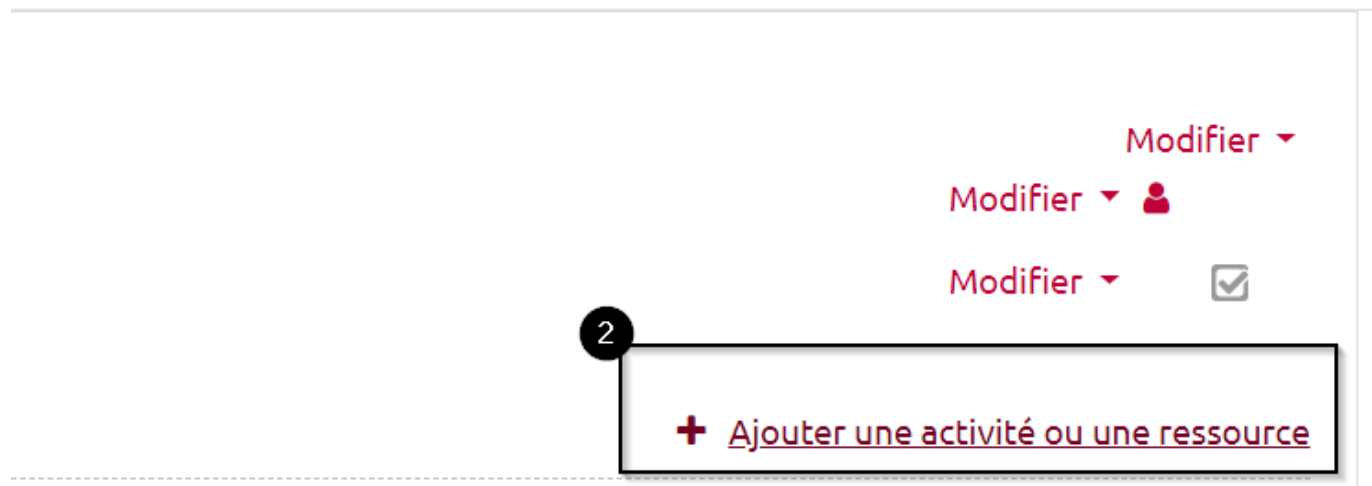 Modifier
Modifier
Modifier
2
Ajouter une activité ou une ressource